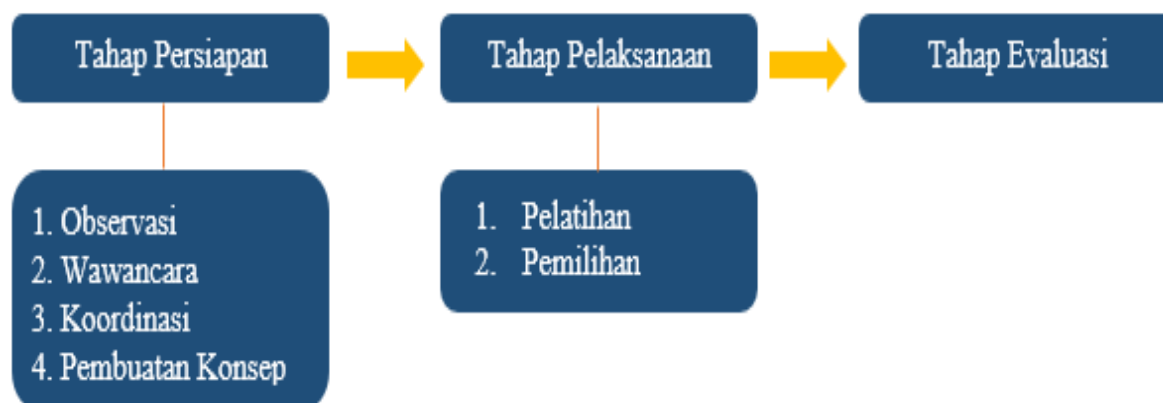 Tahap Persiapan
Tahap Pelaksanaan
Tahap Evaluasi
1. Observasi
2. Wawancara
3. Koordinasi
4. Pembuatan Konsep
1. Pelatihan
2. Pemilihan